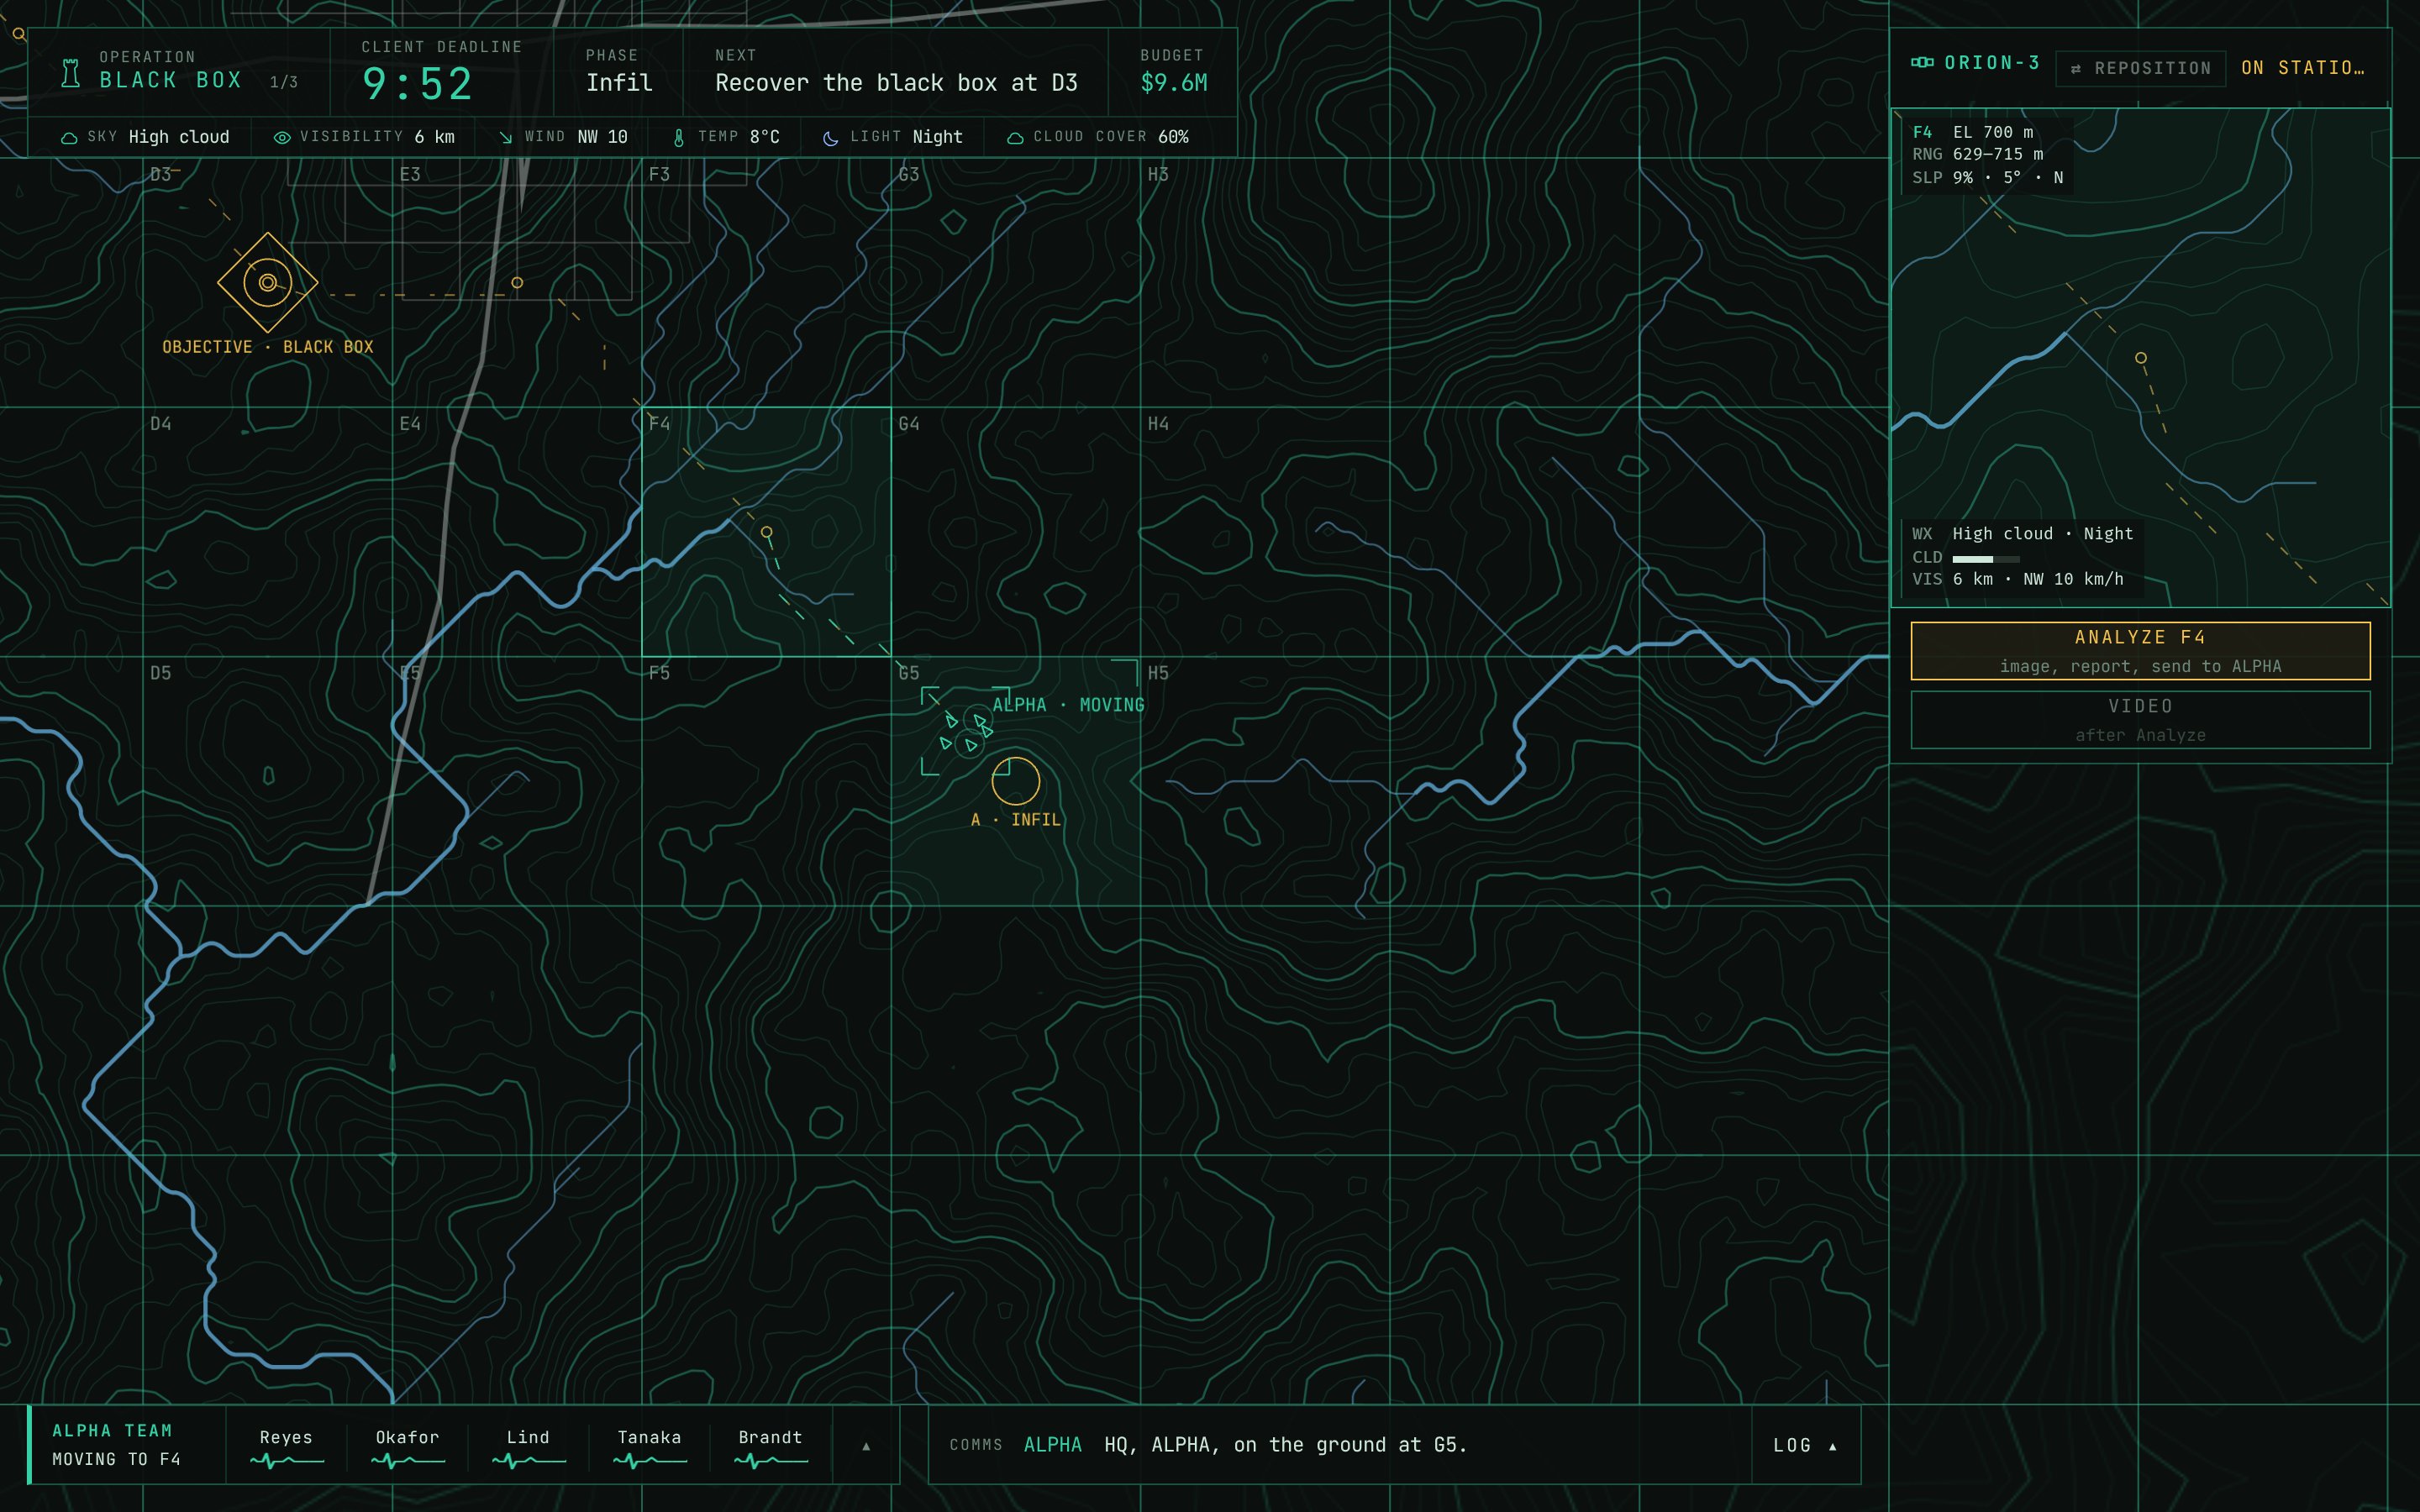 OPERATION
BLACK BOX 1/3
CLIENT DEADLINE
9:52
PHASE
Infil
NEXT
Recover the black box at D3
BUDGET
$9.6M
SKY High cloud
VISIBILITY 6 km
WIND NW 10
TEMP 8°C
LIGHT Night
CLOUD COVER 60%
ORION-3
⇄ REPOSITION
ON STATIO…
F4 EL 700 m
RNG 629–715 m
SLP 9% · 5° · N
WX High cloud · Night
CLD
VIS 6 km · NW 10 km/h
ANALYZE F4
image, report, send to ALPHA
VIDEO
after Analyze
D3 E3 F3 G3 H3
OBJECTIVE · BLACK BOX
D4 E4 F4 G4 H4
D5 E5 F5 G5 H5
ALPHA · MOVING
A · INFIL
ALPHA TEAM
MOVING TO F4
Reyes
Okafor
Lind
Tanaka
Brandt
▲
COMMS ALPHA HQ, ALPHA, on the ground at G5.
LOG ▲